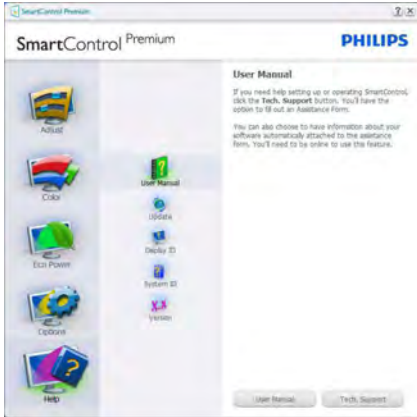 SmartControl Premium
SmartControl Premium
PHILIPS
Adjust
Color
Eco Power
Options
Help
User Manual
Update
Display ID
System ID
Version
User Manual
If you need help setting up or operating SmartControl,
click the Tech. Support button. You'll have the
option to fill out an Assistance Form.
You can also choose to have information about your
software automatically attached to the assistance
form. You'll need to be online to use this feature.
User Manual
Tech. Support